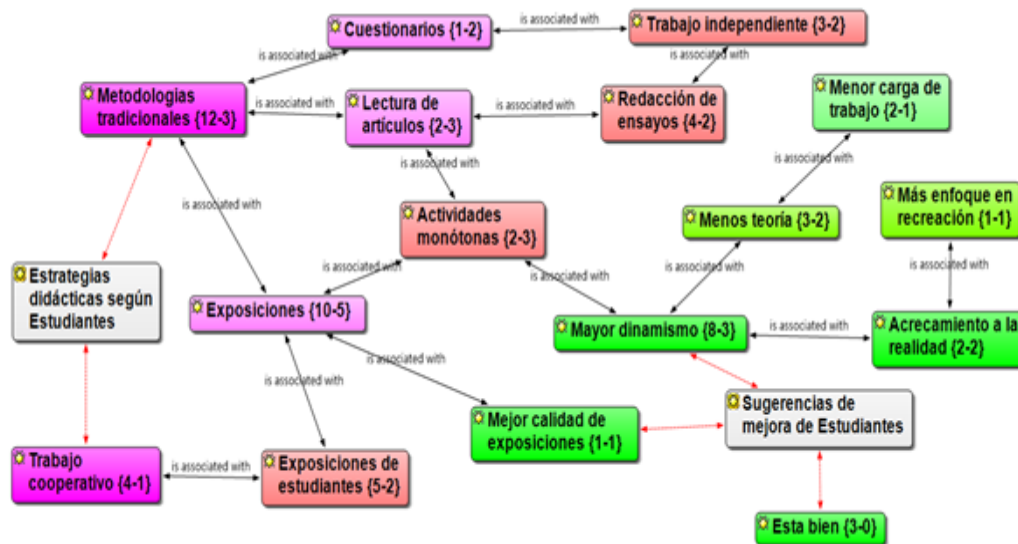 Cuestionarios {1-2}
is associated with
Trabajo independiente {3-2}
is associated with
is associated with
Metodologias
tradicionales {12-3}
is associated with
Lectura de
artículos {2-3}
is associated with
Redacción de
ensayos {4-2}
Menor carga de
trabajo {2-1}
is associated with
is associated with
is associated with
Actividades
monótonas {2-3}
Menos teoría {3-2}
Más enfoque en
recreación {1-1}
Estrategias
didácticas según
Estudiantes
is associated with
is associated with
is associated with
is associated with
Exposiciones {10-5}
Mayor dinamismo {8-3}
is associated with
Acrecamiento a la
realidad {2-2}
is associated with
is associated with
Mejor calidad de
exposiciones {1-1}
Sugerencias de
mejora de Estudiantes
Trabajo
cooperativo {4-1}
is associated with
Exposiciones de
estudiantes {5-2}
Esta bien {3-0}